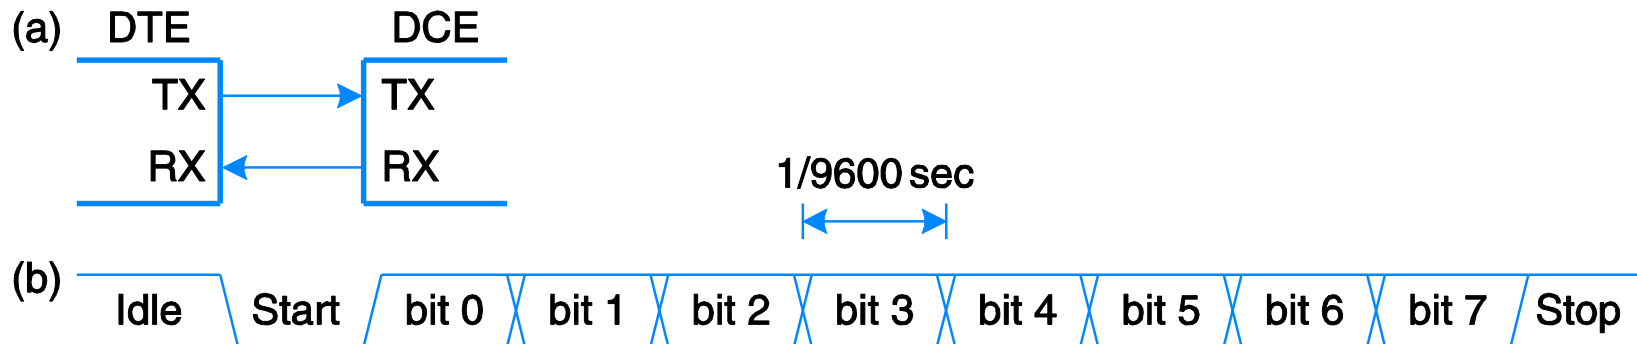 (a) DTE DCE
TX TX
RX RX
1/9600 sec
(b) Idle Start bit 0 bit 1 bit 2 bit 3 bit 4 bit 5 bit 6 bit 7 Stop